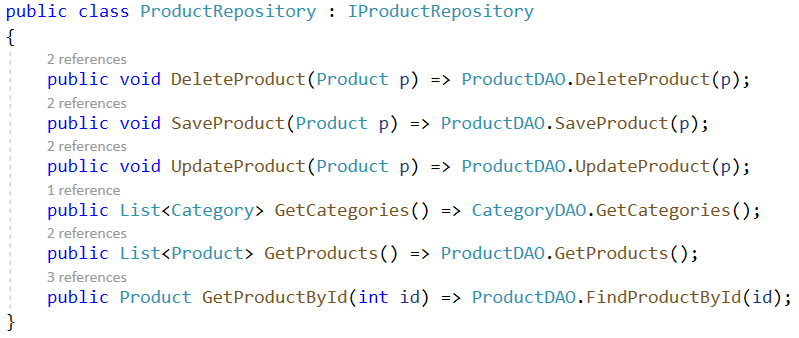 public class ProductRepository : IProductRepository
{
2 references
public void DeleteProduct(Product p) => ProductDAO.DeleteProduct(p);
2 references
public void SaveProduct(Product p) => ProductDAO.SaveProduct(p);
2 references
public void UpdateProduct(Product p) => ProductDAO.UpdateProduct(p);
1 reference
public List<Category> GetCategories() => CategoryDAO.GetCategories();
2 references
public List<Product> GetProducts() => ProductDAO.GetProducts();
3 references
public Product GetProductById(int id) => ProductDAO.FindProductById(id);
}